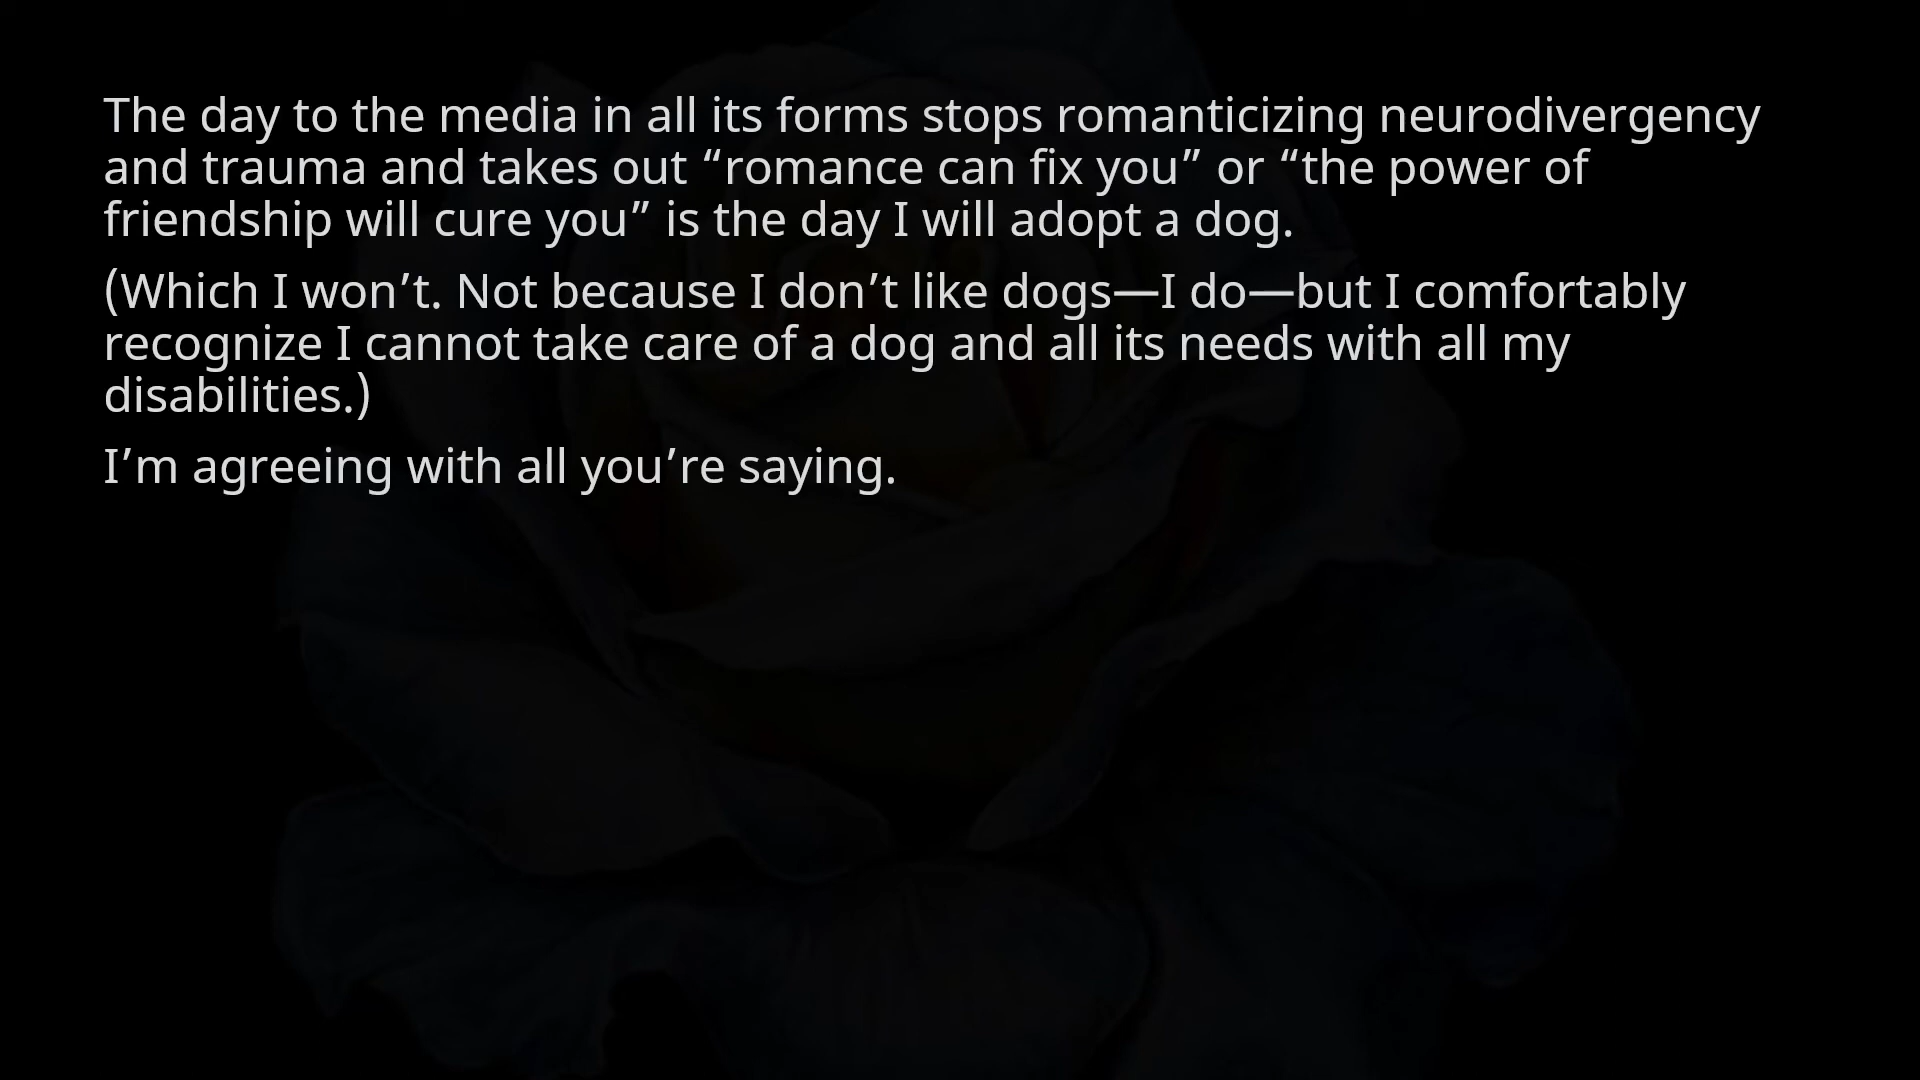 The day to the media in all its forms stops romanticizing neurodivergency
and trauma and takes out “romance can fix you” or “the power of
friendship will cure you” is the day I will adopt a dog.
(Which I won’t. Not because I don’t like dogs—I do—but I comfortably
recognize I cannot take care of a dog and all its needs with all my
disabilities.)
I’m agreeing with all you’re saying.